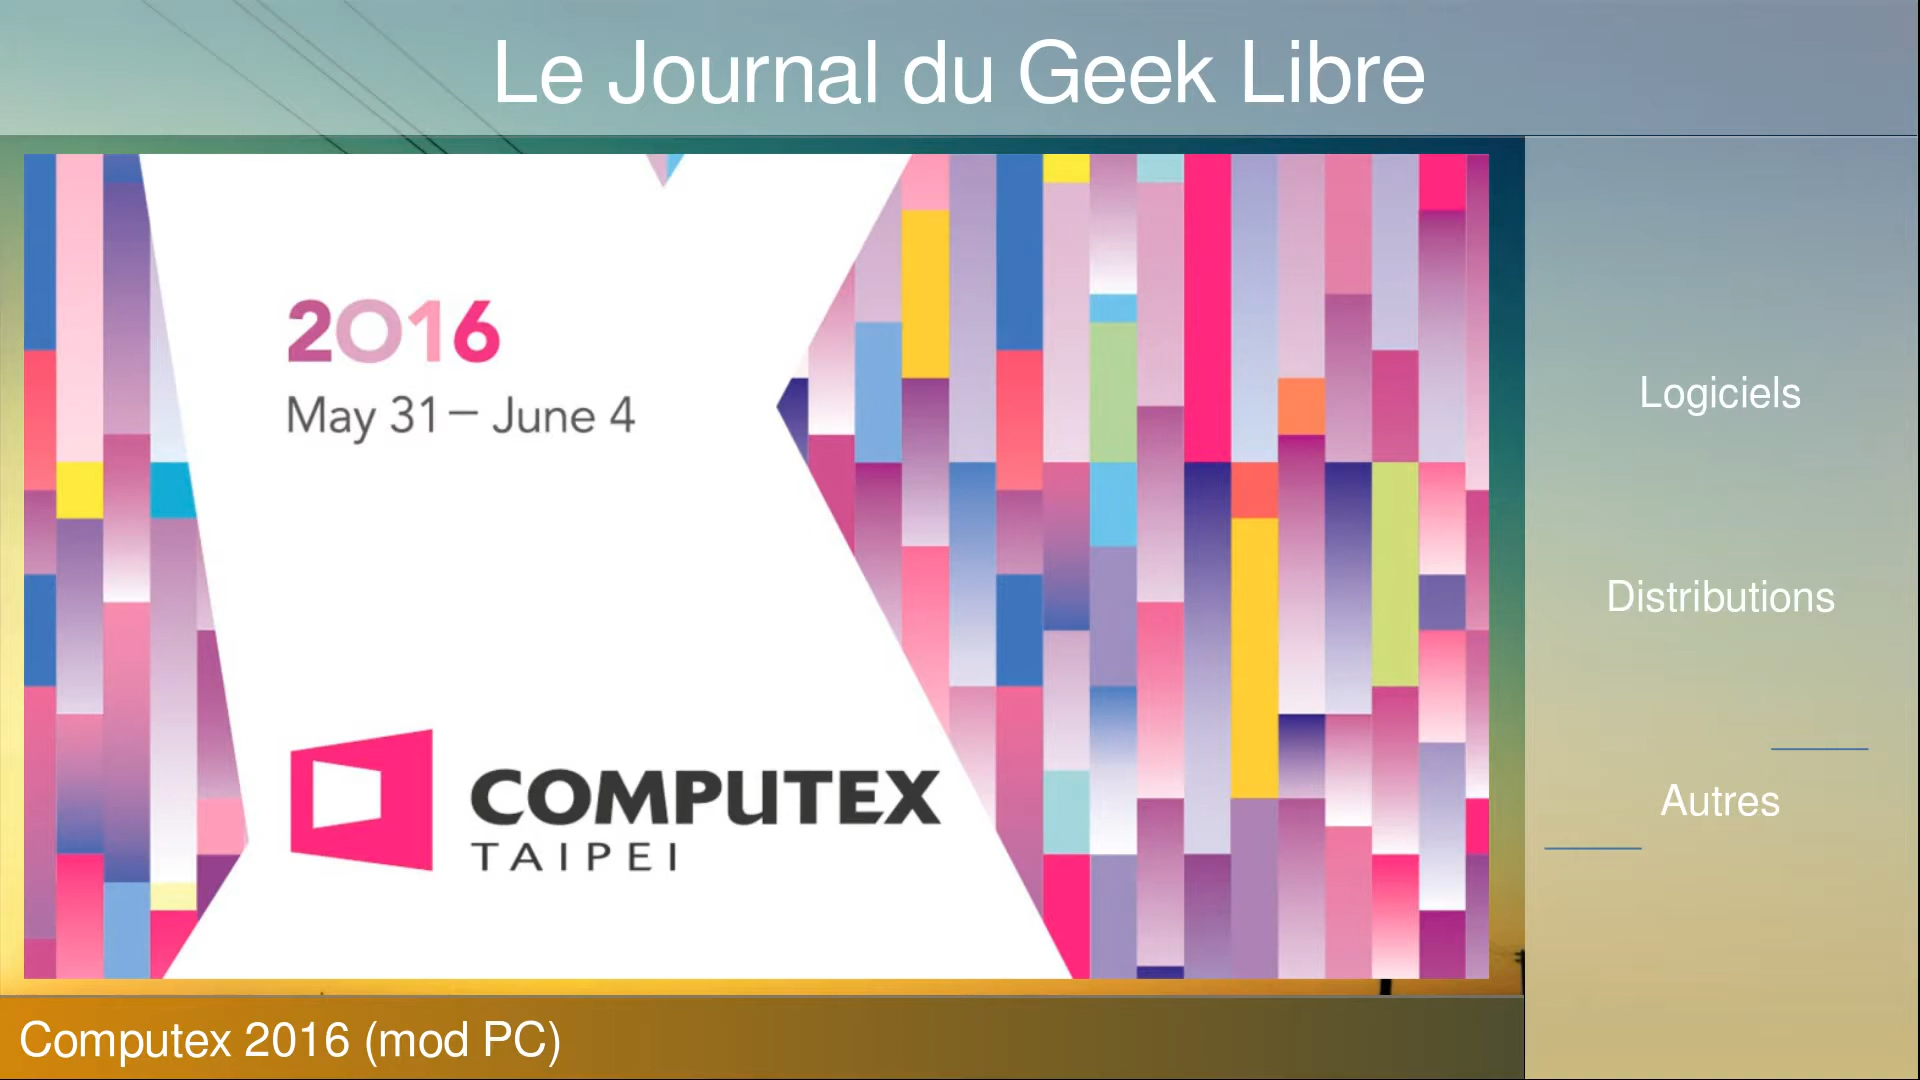 Le Journal du Geek Libre
2016
May 31 – June 4
COMPUTEX
TAIPEI
Logiciels
Distributions
Autres
Computex 2016 (mod PC)